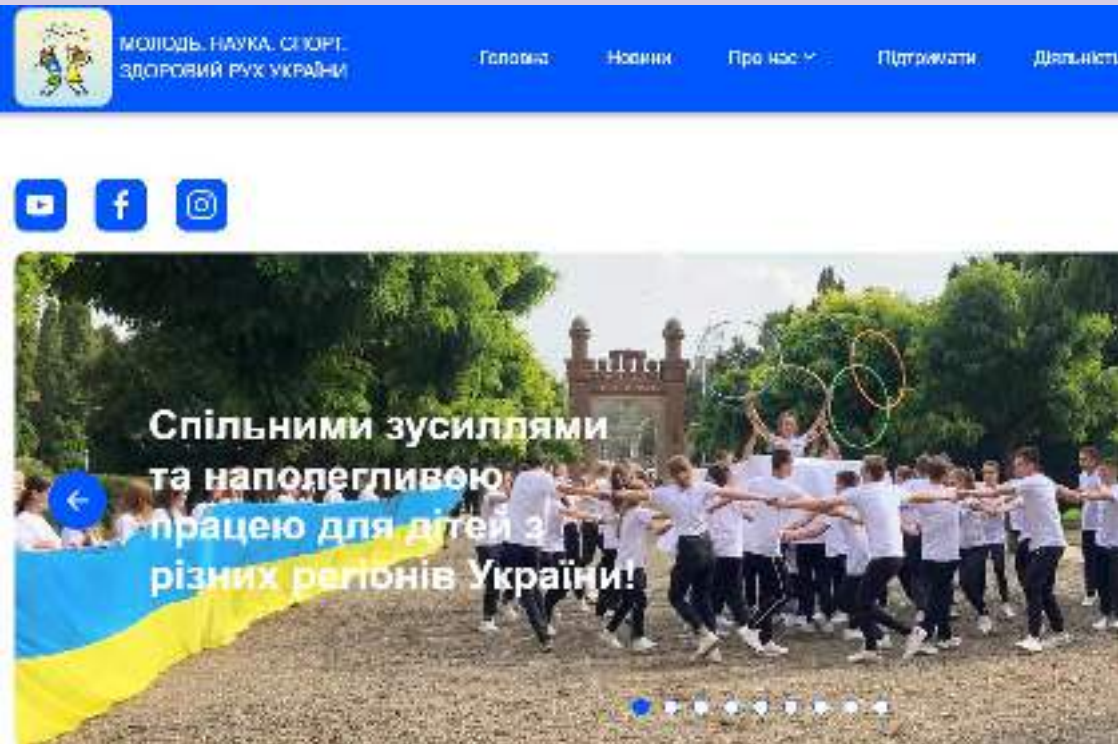 МОЛОДЬ. НАУКА. СПОРТ.
ЗДОРОВИЙ РУХ УКРАЇНИ
Головна
Новини
Про нас
Підтримати
Діяльність
Спільними зусиллями
та наполегливою
працею для дітей з
різних регіонів України!